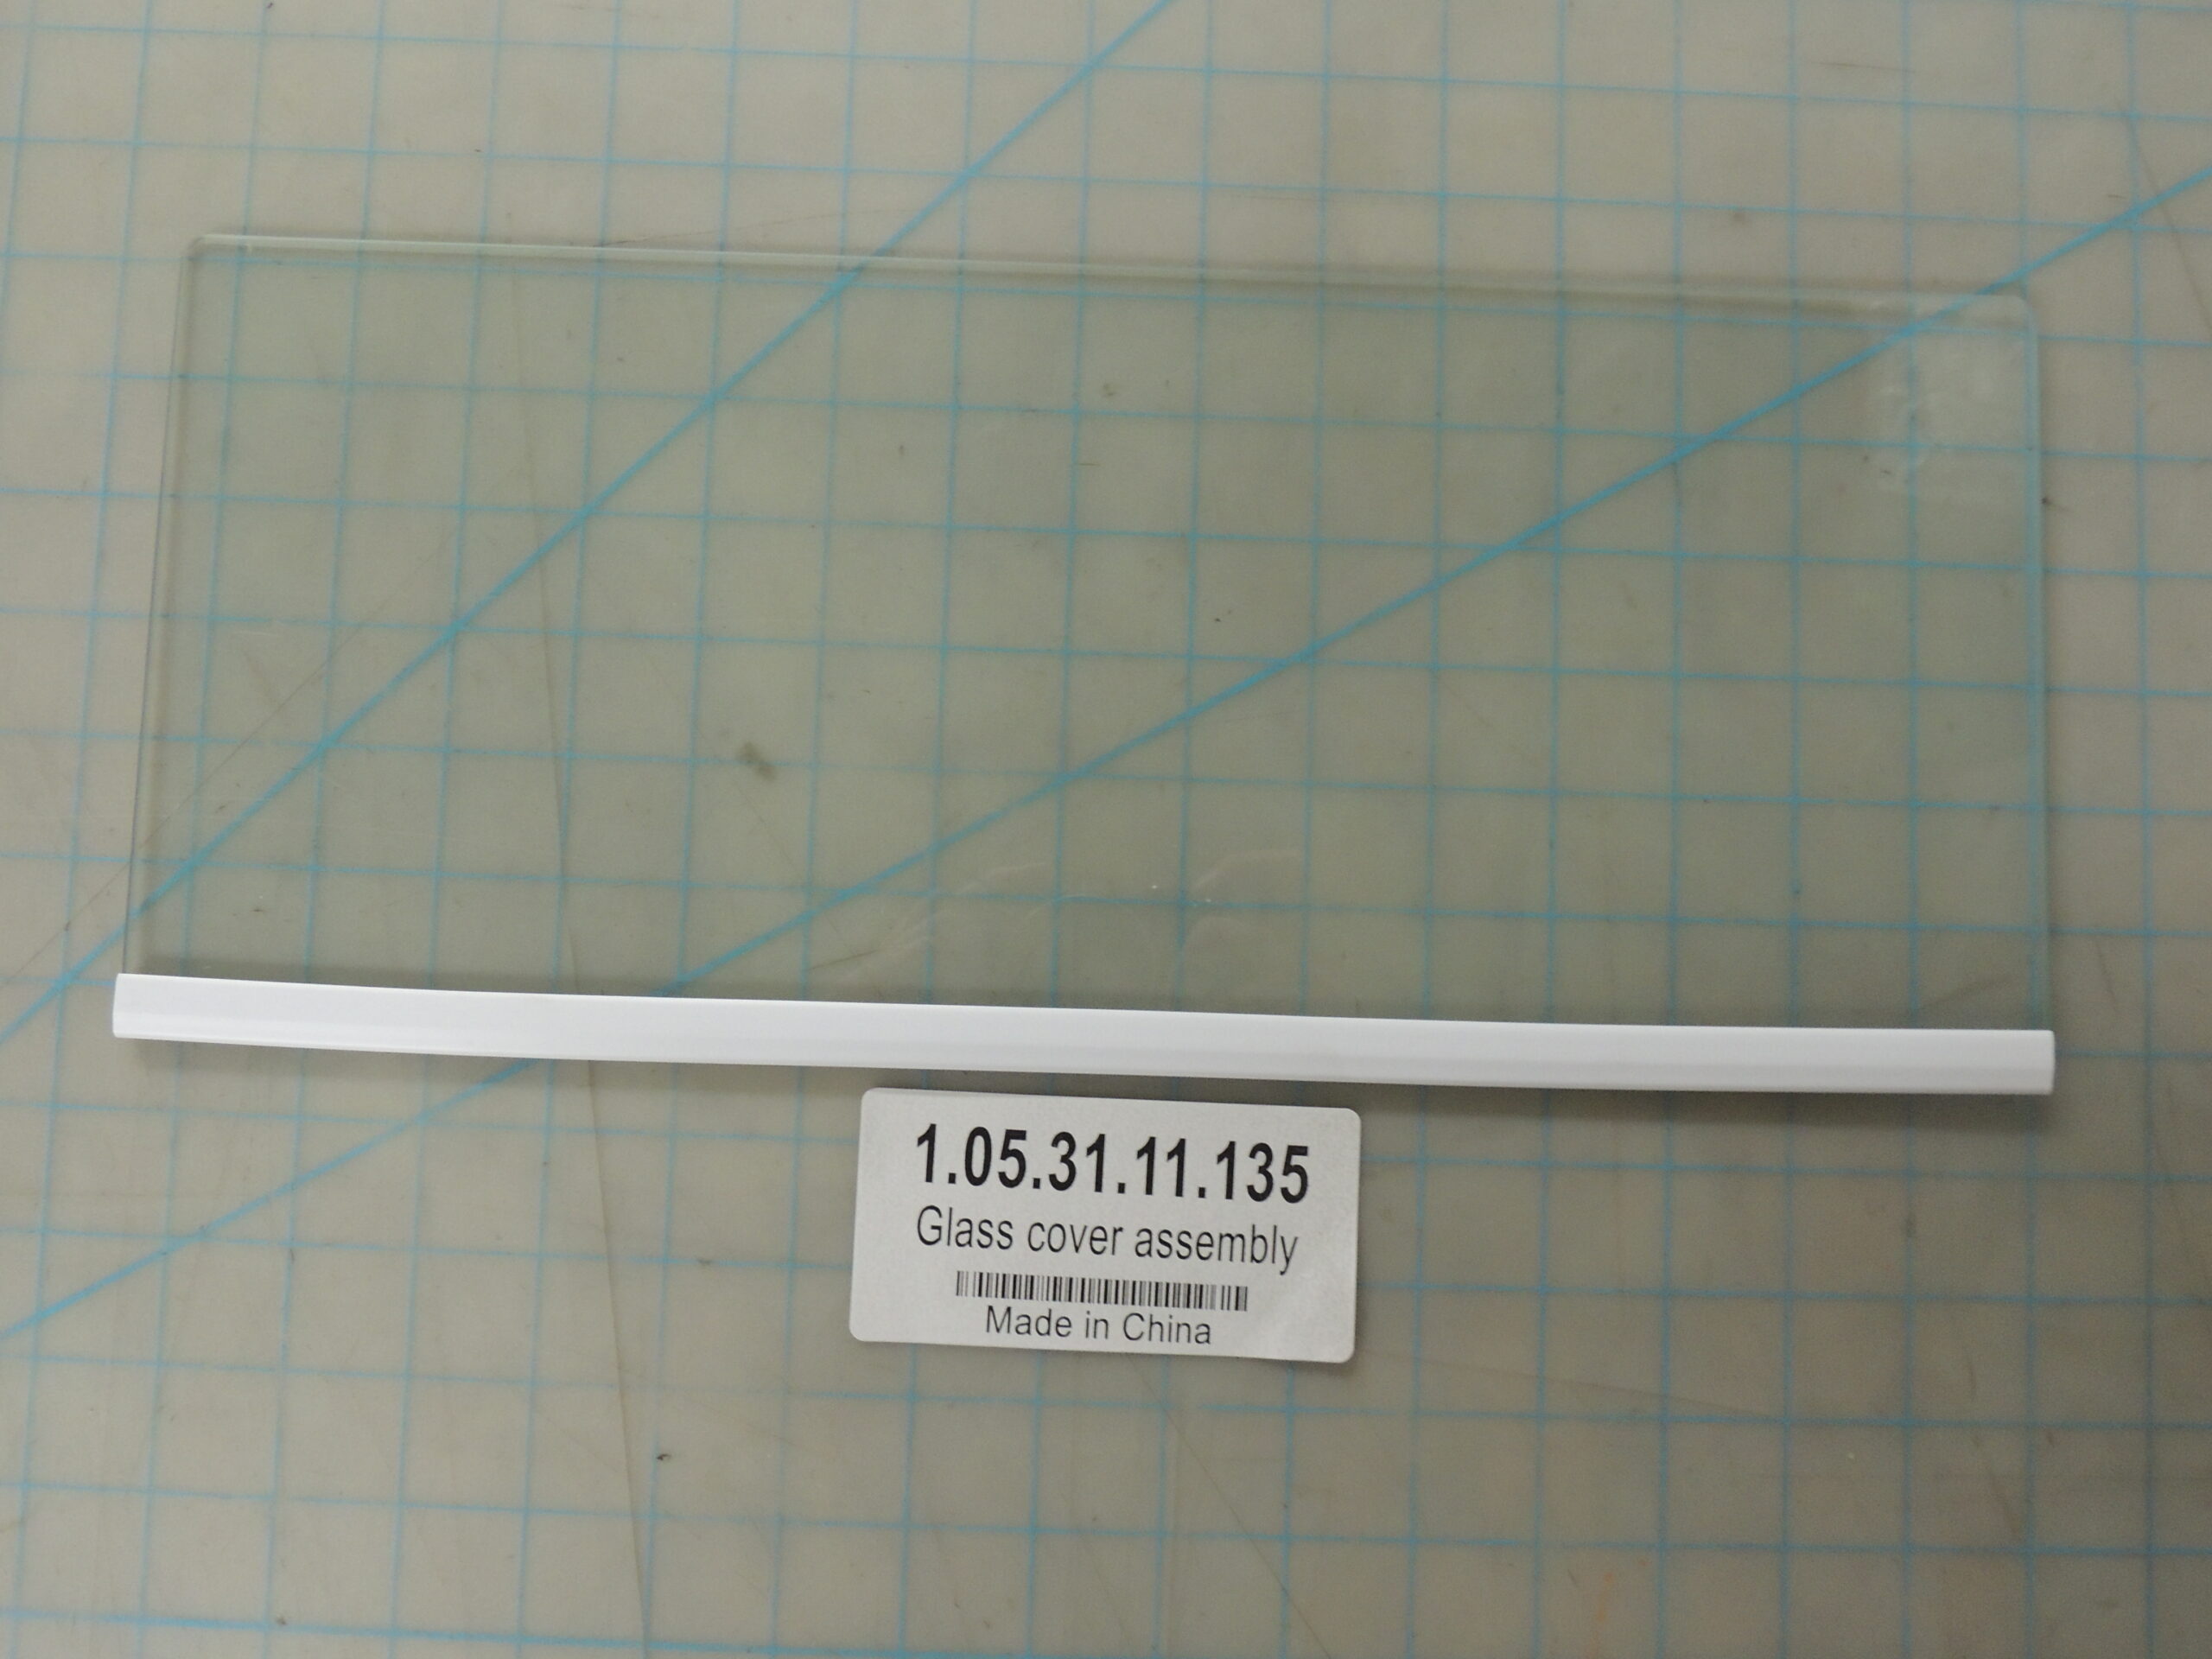 1.05.31.11.135
Glass cover assembly
Made in China